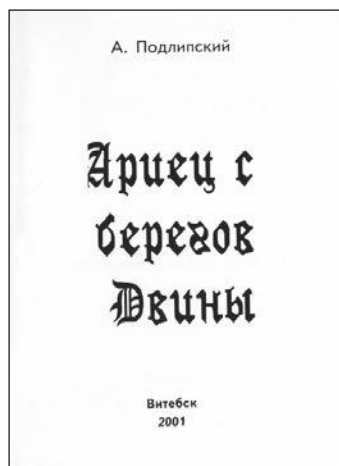 А. Подлипский
Ариец с
берегов
Двины
Витебск
2001